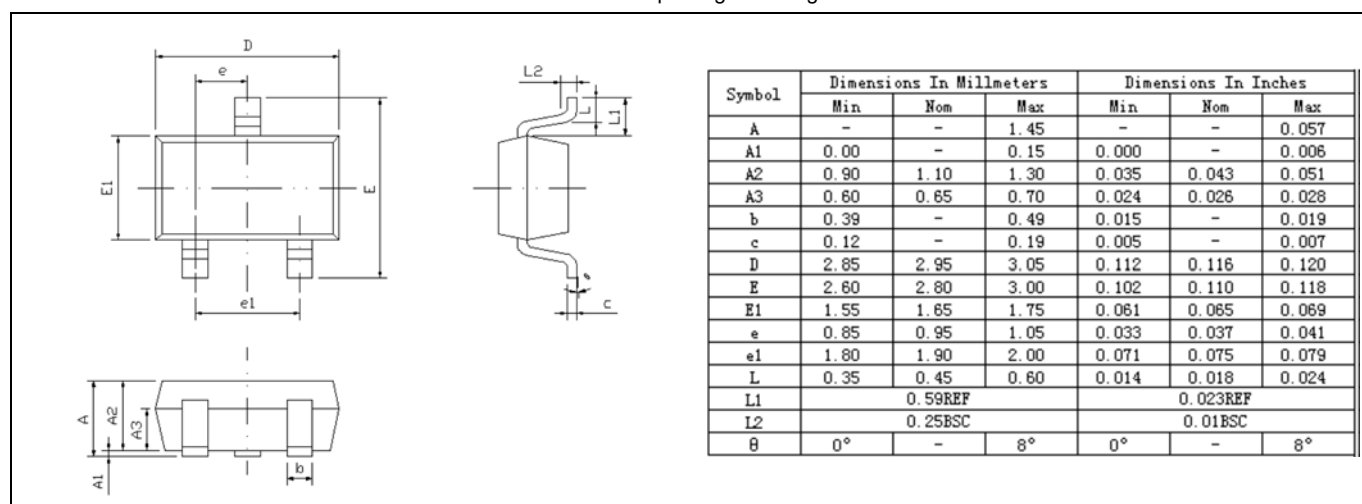 D
e
L2
L
L1
E1
E
e1
c
A
A2
A3
A1
b
Symbol Dimensions In Millmeters Dimensions In Inches
Min Nom Max Min Nom Max
A - - 1.45 - - 0.057
A1 0.00 - 0.15 0.000 - 0.006
A2 0.90 1.10 1.30 0.035 0.043 0.051
A3 0.60 0.65 0.70 0.024 0.026 0.028
b 0.39 - 0.49 0.015 - 0.019
c 0.12 - 0.19 0.005 - 0.007
D 2.85 2.95 3.05 0.112 0.116 0.120
E 2.60 2.80 3.00 0.102 0.110 0.118
E1 1.55 1.65 1.75 0.061 0.065 0.069
e 0.85 0.95 1.05 0.033 0.037 0.041
e1 1.80 1.90 2.00 0.071 0.075 0.079
L 0.35 0.45 0.60 0.014 0.018 0.024
L1 0.59REF 0.023REF
L2 0.25BSC 0.01BSC
θ 0° - 8° 0° - 8°